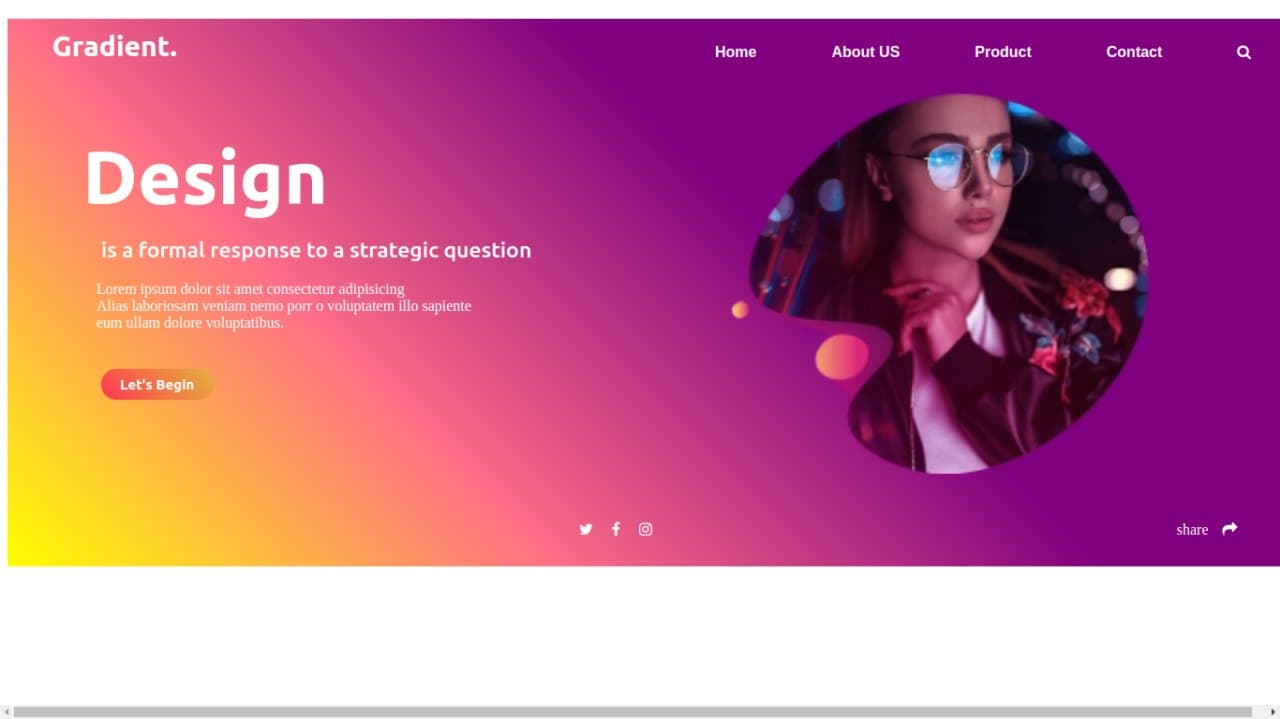 Gradient.
Home About US Product Contact
Design
is a formal response to a strategic question
Lorem ipsum dolor sit amet consectetur adipisicing
Alias laboriosam veniam nemo porr o voluptatem illo sapiente
eum ullam dolore voluptatibus.
Let's Begin
share